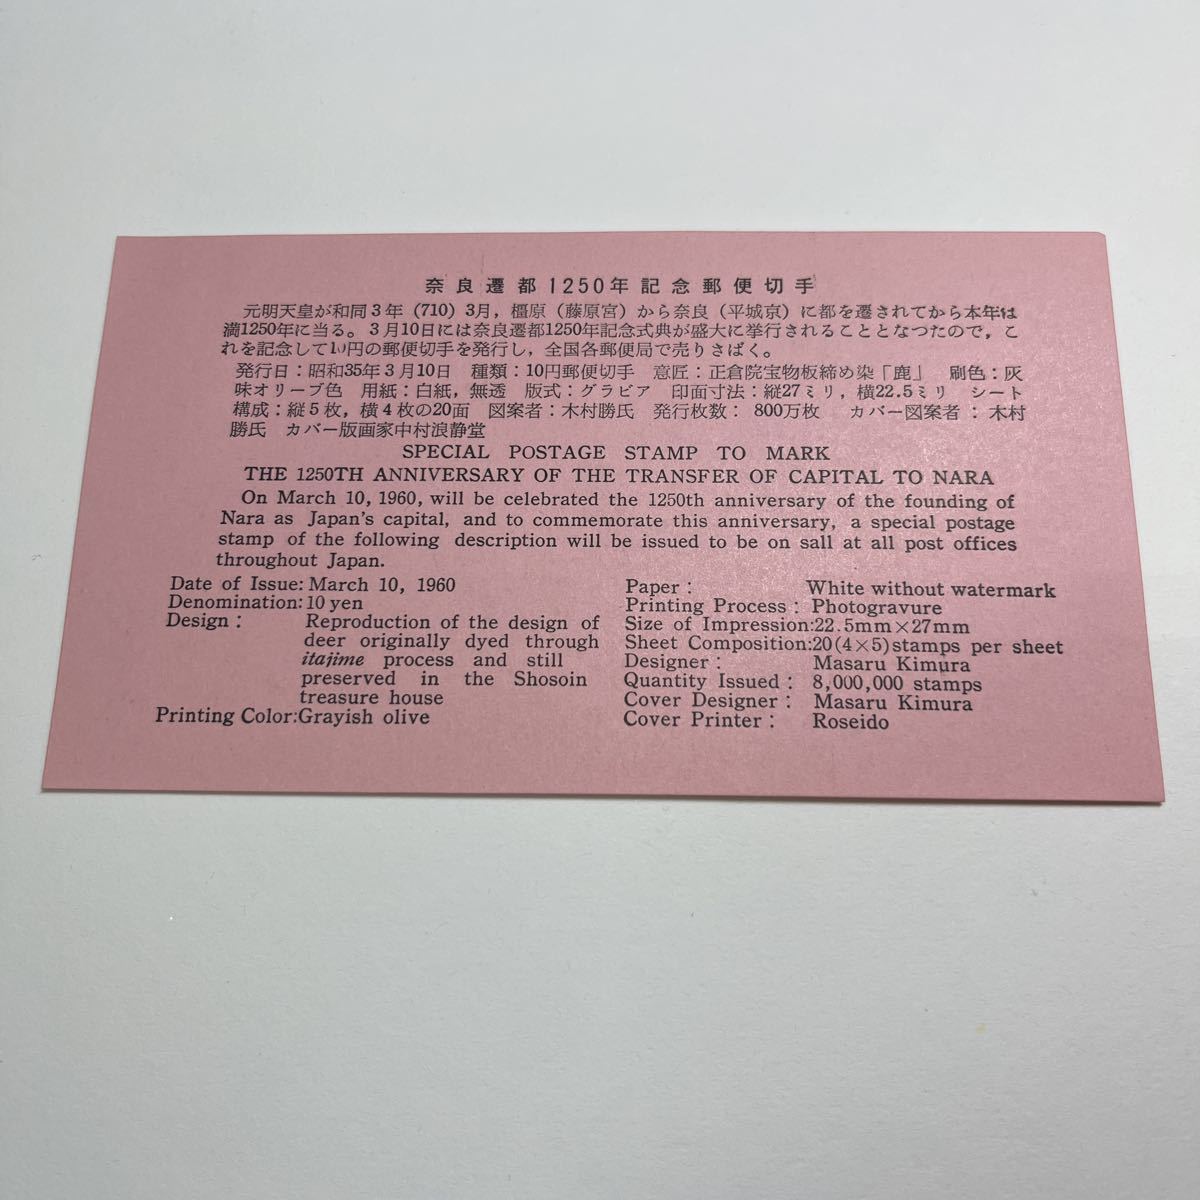 奈良遷都1250年記念郵便切手
元明天皇が和同3年（710）3月，橿原（藤原宮）から奈良（平城京）に都を遷されてから本年は
満1250年に当る。3月10日には奈良遷都1250年記念式典が盛大に挙行されることとなつたので，こ
れを記念して10円の郵便切手を発行し，全国各郵便局で売りさばく。
発行日：昭和35年3月10日 種類：10円郵便切手 意匠：正倉院宝物板締め染「鹿」 刷色：灰
味オリーブ色 用紙：白紙，無透 版式：グラビア 印面寸法：縦27ミリ，横22.5ミリ シート
構成：縦5枚，横4枚の20面 図案者：木村勝氏 発行枚数：800万枚 カバー図案者：木村
勝氏 カバー版画家中村浪静堂
SPECIAL POSTAGE STAMP TO MARK
THE 1250TH ANNIVERSARY OF THE TRANSFER OF CAPITAL TO NARA
On March 10, 1960, will be celebrated the 1250th anniversary of the founding of
Nara as Japan's capital, and to commemorate this anniversary, a special postage
stamp of the following description will be issued to be on sall at all post offices
throughout Japan.
Date of Issue: March 10, 1960
Denomination: 10 yen
Design: Reproduction of the design of
deer originally dyed through
itajime process and still
preserved in the Shosoin
treasure house
Printing Color: Grayish olive
Paper: White without watermark
Printing Process: Photogravure
Size of Impression: 22.5mm×27mm
Sheet Composition: 20(4×5)stamps per sheet
Designer: Masaru Kimura
Quantity Issued: 8,000,000 stamps
Cover Designer: Masaru Kimura
Cover Printer: Roseido